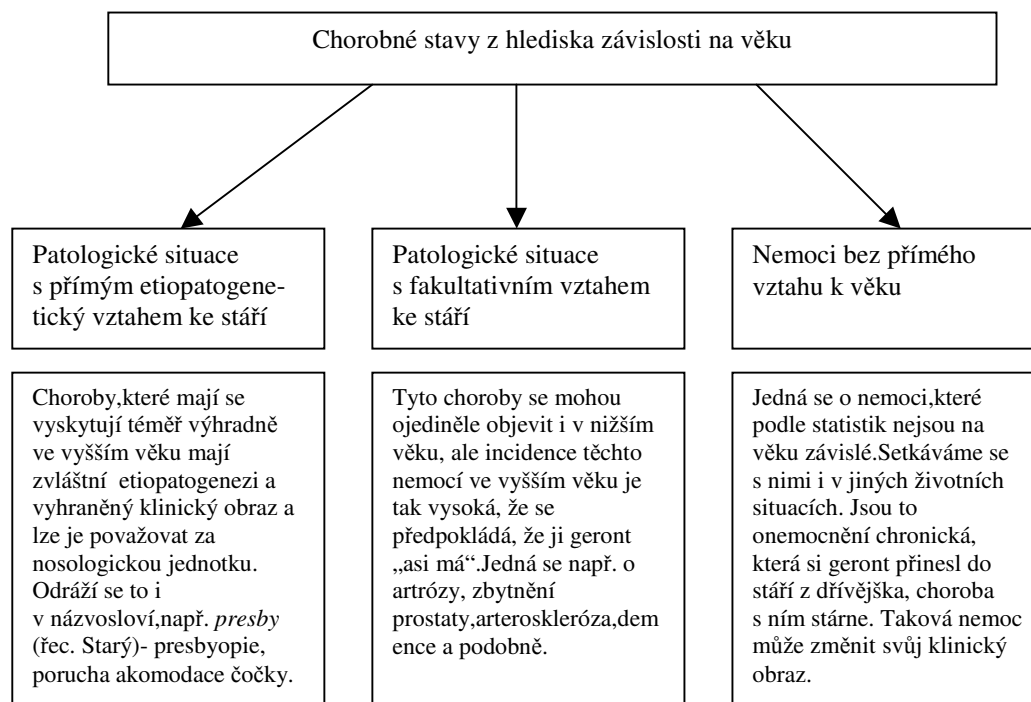 Chorobné stavy z hlediska závislosti na věku
Patologické situace
s přímým etiopatogene-
tický vztahem ke stáří
Patologické situace
s fakultativním vztahem
ke stáří
Nemoci bez přímého
vztahu k věku
Choroby,které mají se
vyskytují téměř výhradně
ve vyšším věku mají
zvláštní  etiopatogenezi a
vyhraněný klinický obraz a
lze je považovat za
nosologickou jednotku.
Odráží se to i
v názvosloví,např. presby
(řec. Starý)- presbyopie,
porucha akomodace čočky.
Tyto choroby se mohou
ojediněle objevit i v nižším
věku, ale incidence těchto
nemocí ve vyšším věku je
tak vysoká, že se
předpokládá, že ji geront
„asi má“.Jedná se např. o
artrózy, zbytnění
prostaty,arteroskleróza,dem
ence a podobně.
Jedná se o nemoci,které
podle statistik nejsou na
věku závislé.Setkáváme se
s nimi i v jiných životních
situacích. Jsou to
onemocnění chronická,
která si geront přinesl do
stáří z dřívějška, choroba
s ním stárne. Taková nemoc
může změnit svůj klinický
obraz.